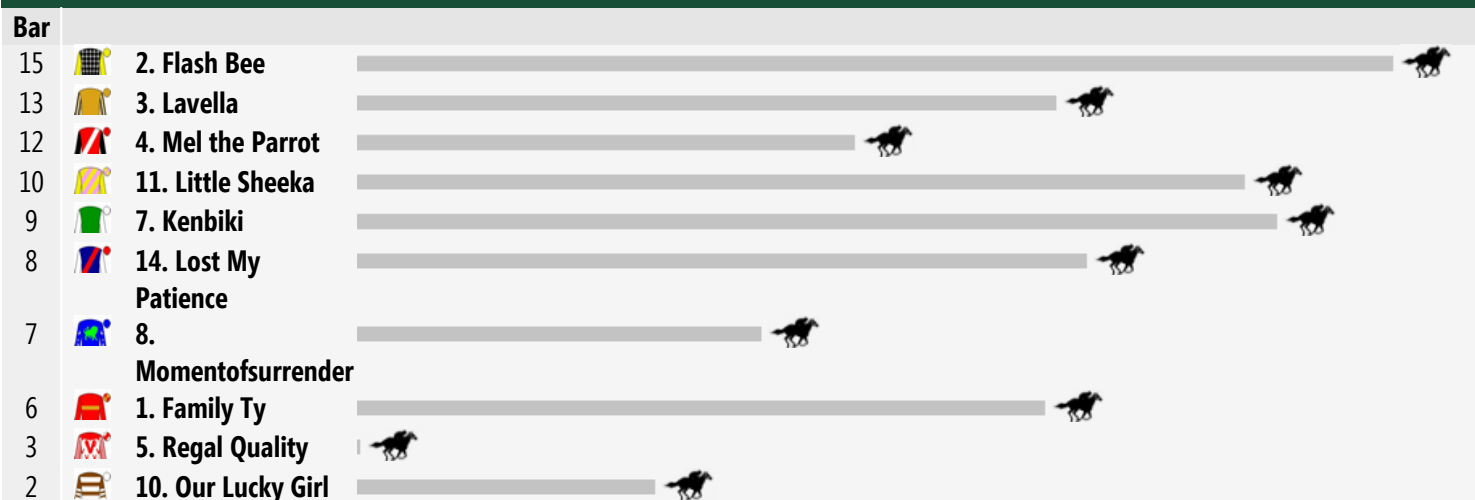 Bar
15 2. Flash Bee
13 3. Lavella
12 4. Mel the Parrot
10 11. Little Sheeka
9 7. Kenbiki
8 14. Lost My
Patience
7 8.
Momentofsurrender
6 1. Family Ty
3 5. Regal Quality
2 10. Our Lucky Girl